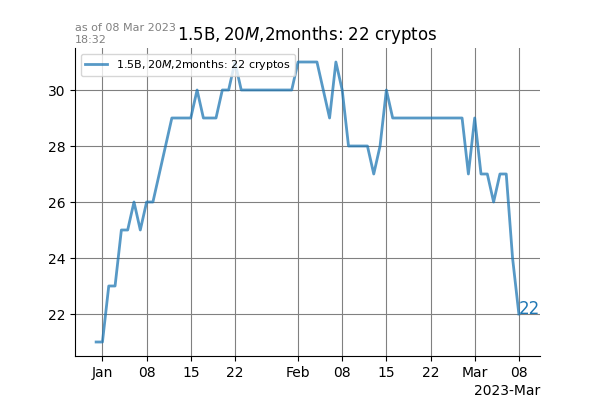 as of 08 Mar 2023
18:32
1.5B, 20M,2months: 22 cryptos
1.5B, 20M,2months: 22 cryptos
30
28
26
24
22
22
Jan 08 15 22 Feb 08 15 22 Mar 08
2023-Mar